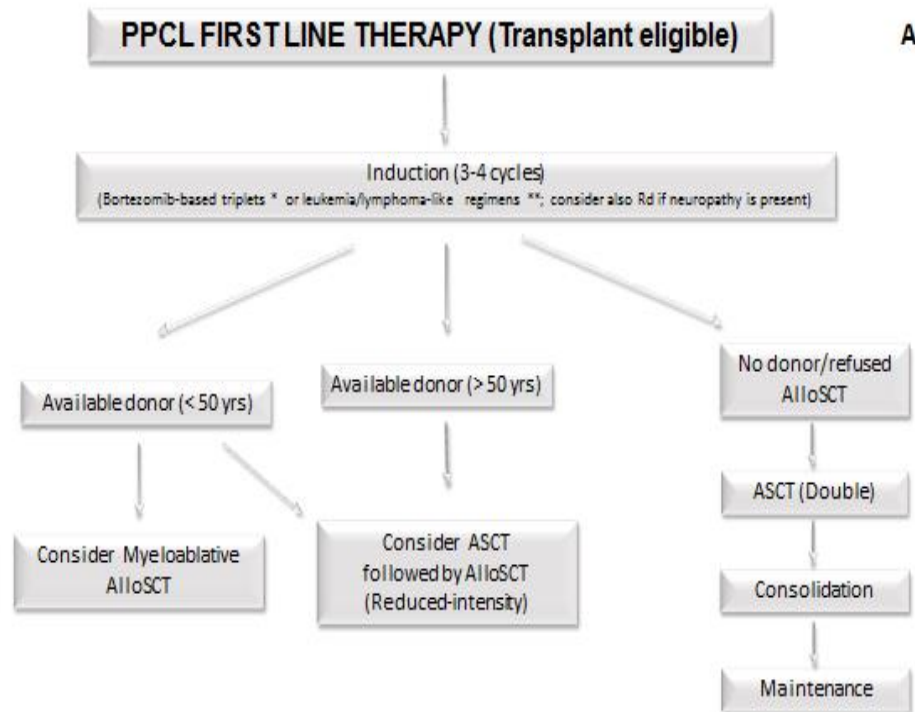 PPCL FIRST LINE THERAPY (Transplant eligible)
A
Induction (3-4 cycles)
(Bortezomib-based triplets * or leukemia/lymphoma-like regimens **; consider also Rd if neuropathy is present)
Available donor (< 50 yrs)
Available donor (> 50 yrs)
No donor/refused
AlloSCT
Consider Myeloablative
AlloSCT
Consider ASCT
followed by AlloSCT
(Reduced-intensity)
ASCT (Double)
Consolidation
Maintenance